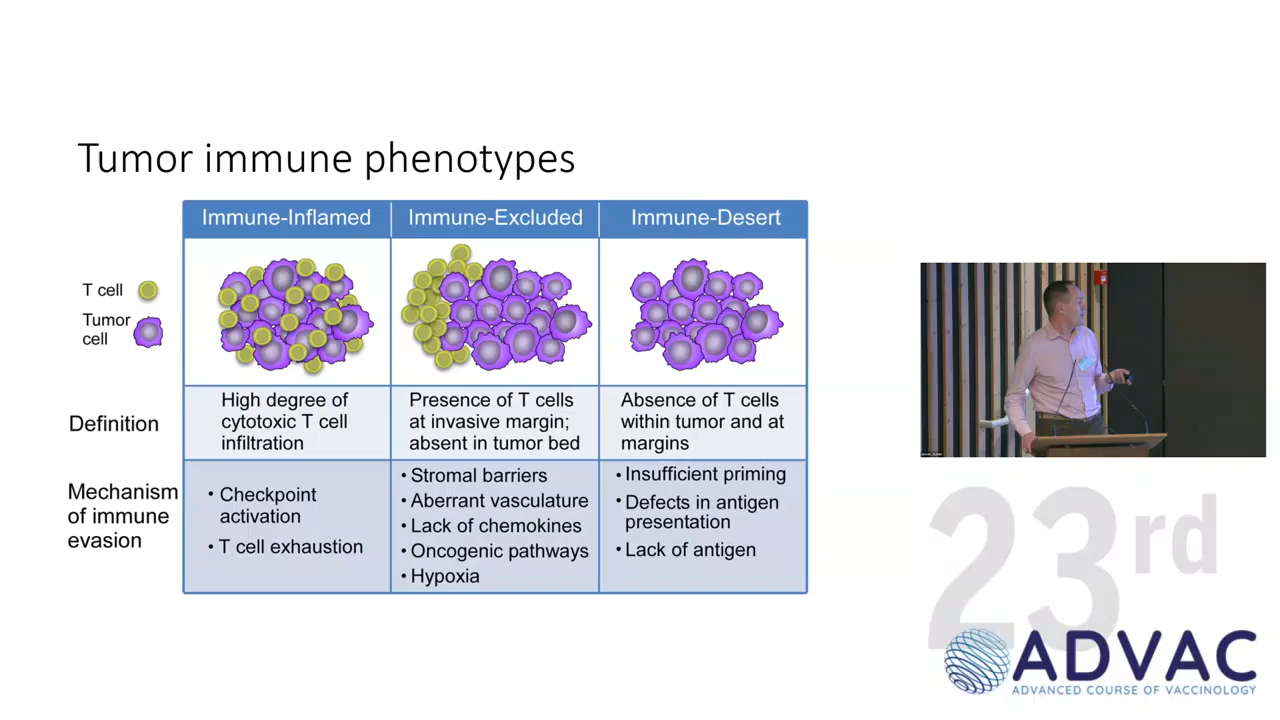 Tumor immune phenotypes
Immune-Inflamed
Immune-Excluded
Immune-Desert
T cell
Tumor
cell
Definition
High degree of
cytotoxic T cell
infiltration
Presence of T cells
at invasive margin;
absent in tumor bed
Absence of T cells
within tumor and at
margins
Mechanism
of immune
evasion
• Checkpoint
activation
• T cell exhaustion
• Stromal barriers
• Aberrant vasculature
• Lack of chemokines
• Oncogenic pathways
• Hypoxia
• Insufficient priming
• Defects in antigen
presentation
• Lack of antigen
23rd
ADVAC
ADVANCED COURSE OF VACCINOLOGY